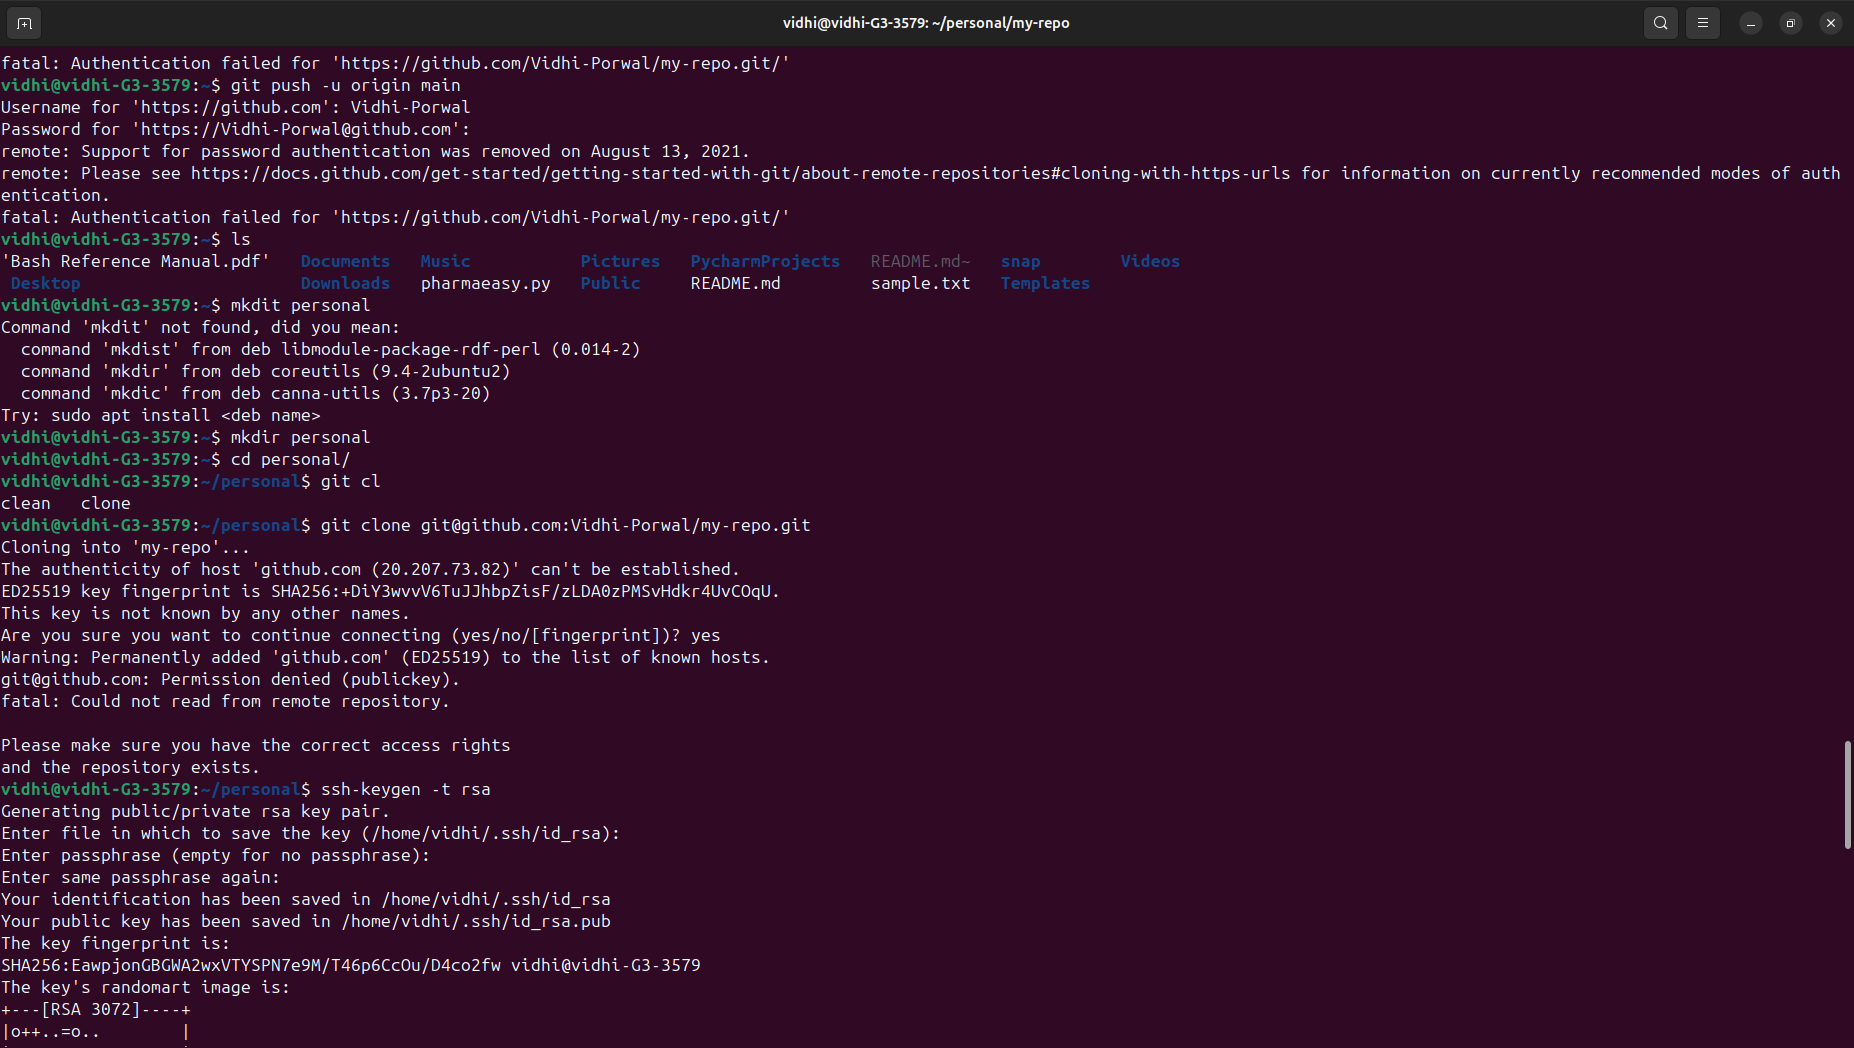 vidhi@vidhi-G3-3579: ~/personal/my-repo
fatal: Authentication failed for 'https://github.com/Vidhi-Porwal/my-repo.git/'
vidhi@vidhi-G3-3579:~$ git push -u origin main
Username for 'https://github.com': Vidhi-Porwal
Password for 'https://Vidhi-Porwal@github.com':
remote: Support for password authentication was removed on August 13, 2021.
remote: Please see https://docs.github.com/get-started/getting-started-with-git/about-remote-repositories#cloning-with-https-urls for information on currently recommended modes of auth
entication.
fatal: Authentication failed for 'https://github.com/Vidhi-Porwal/my-repo.git/'
vidhi@vidhi-G3-3579:~$ ls
'Bash Reference Manual.pdf'   Documents   Music           Pictures   PycharmProjects   README.md~   snap        Videos
 Desktop                      Downloads   pharmaeasy.py   Public     README.md         sample.txt   Templates
vidhi@vidhi-G3-3579:~$ mkdit personal
Command 'mkdit' not found, did you mean:
  command 'mkdist' from deb libmodule-package-rdf-perl (0.014-2)
  command 'mkdir' from deb coreutils (9.4-2ubuntu2)
  command 'mkdic' from deb canna-utils (3.7p3-20)
Try: sudo apt install <deb name>
vidhi@vidhi-G3-3579:~$ mkdir personal
vidhi@vidhi-G3-3579:~$ cd personal/
vidhi@vidhi-G3-3579:~/personal$ git cl
clean   clone
vidhi@vidhi-G3-3579:~/personal$ git clone git@github.com:Vidhi-Porwal/my-repo.git
Cloning into 'my-repo'...
The authenticity of host 'github.com (20.207.73.82)' can't be established.
ED25519 key fingerprint is SHA256:+DiY3wvvV6TuJJhbpZisF/zLDA0zPMSvHdkr4UvCOqU.
This key is not known by any other names.
Are you sure you want to continue connecting (yes/no/[fingerprint])? yes
Warning: Permanently added 'github.com' (ED25519) to the list of known hosts.
git@github.com: Permission denied (publickey).
fatal: Could not read from remote repository.

Please make sure you have the correct access rights
and the repository exists.
vidhi@vidhi-G3-3579:~/personal$ ssh-keygen -t rsa
Generating public/private rsa key pair.
Enter file in which to save the key (/home/vidhi/.ssh/id_rsa):
Enter passphrase (empty for no passphrase):
Enter same passphrase again:
Your identification has been saved in /home/vidhi/.ssh/id_rsa
Your public key has been saved in /home/vidhi/.ssh/id_rsa.pub
The key fingerprint is:
SHA256:EawpjonGBGWA2wxVTYSPN7e9M/T46p6CcOu/D4co2fw vidhi@vidhi-G3-3579
The key's randomart image is:
+---[RSA 3072]----+
|o++..=o..        |